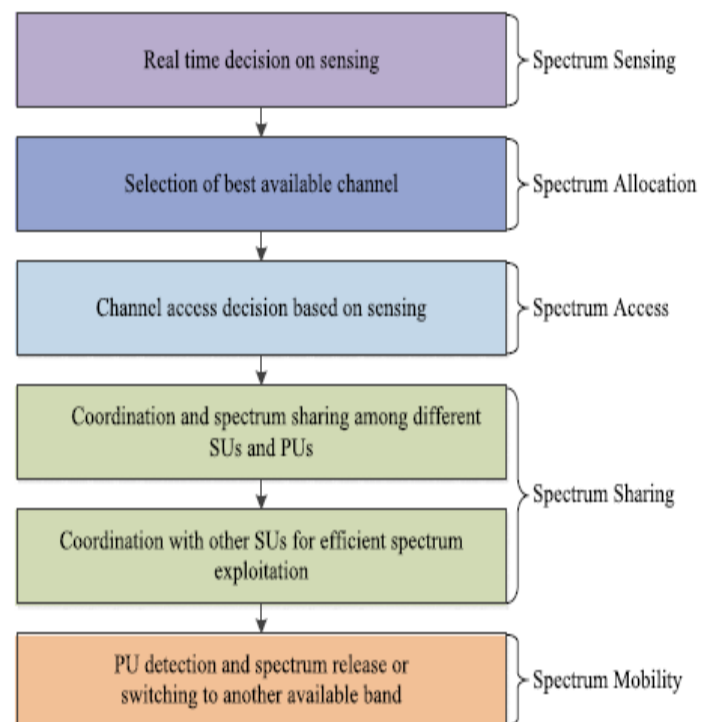 Real time decision on sensing
Spectrum Sensing
Selection of best available channel
Spectrum Allocation
Channel access decision based on sensing
Spectrum Access
Coordination and spectrum sharing among different
SUs and PUs
Spectrum Sharing
Coordination with other SUs for efficient spectrum
exploitation
PU detection and spectrum release or
switching to another available band
Spectrum Mobility